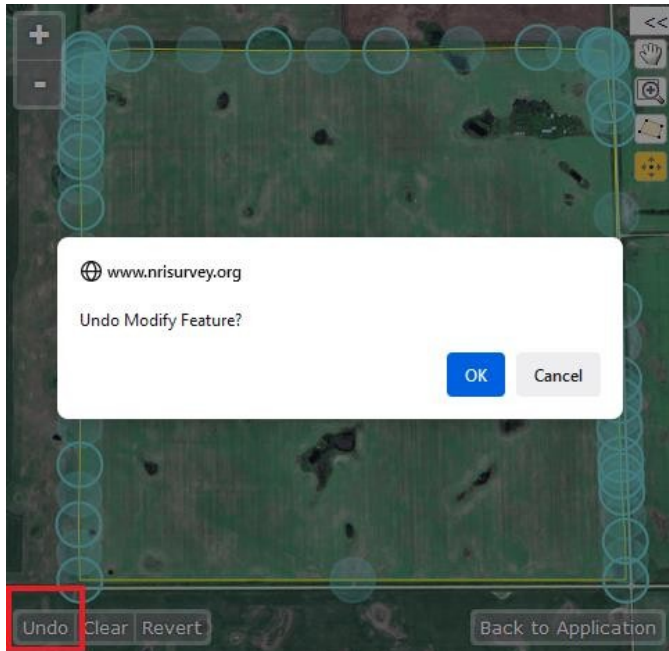 +
<<
-
www.nrisurvey.org
Undo Modify Feature?
OK Cancel
Undo Clear Revert Back to Application